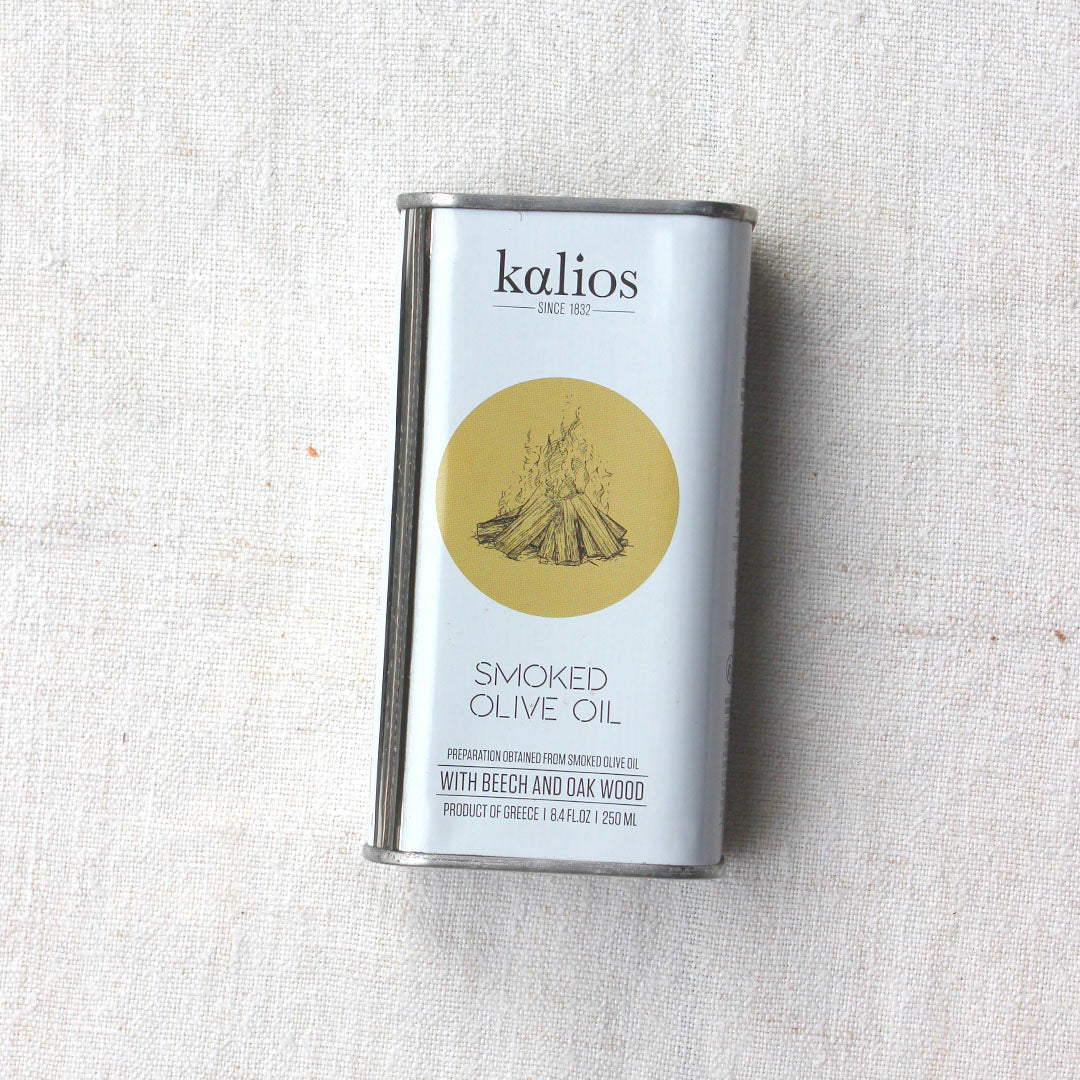 kαlios
SINCE 1832
SMOKED
OLIVE OIL
PREPARATION OBTAINED FROM SMOKED OLIVE OIL
WITH BEECH AND OAK WOOD
PRODUCT OF GREECE | 8.4 FL.OZ | 250 ML